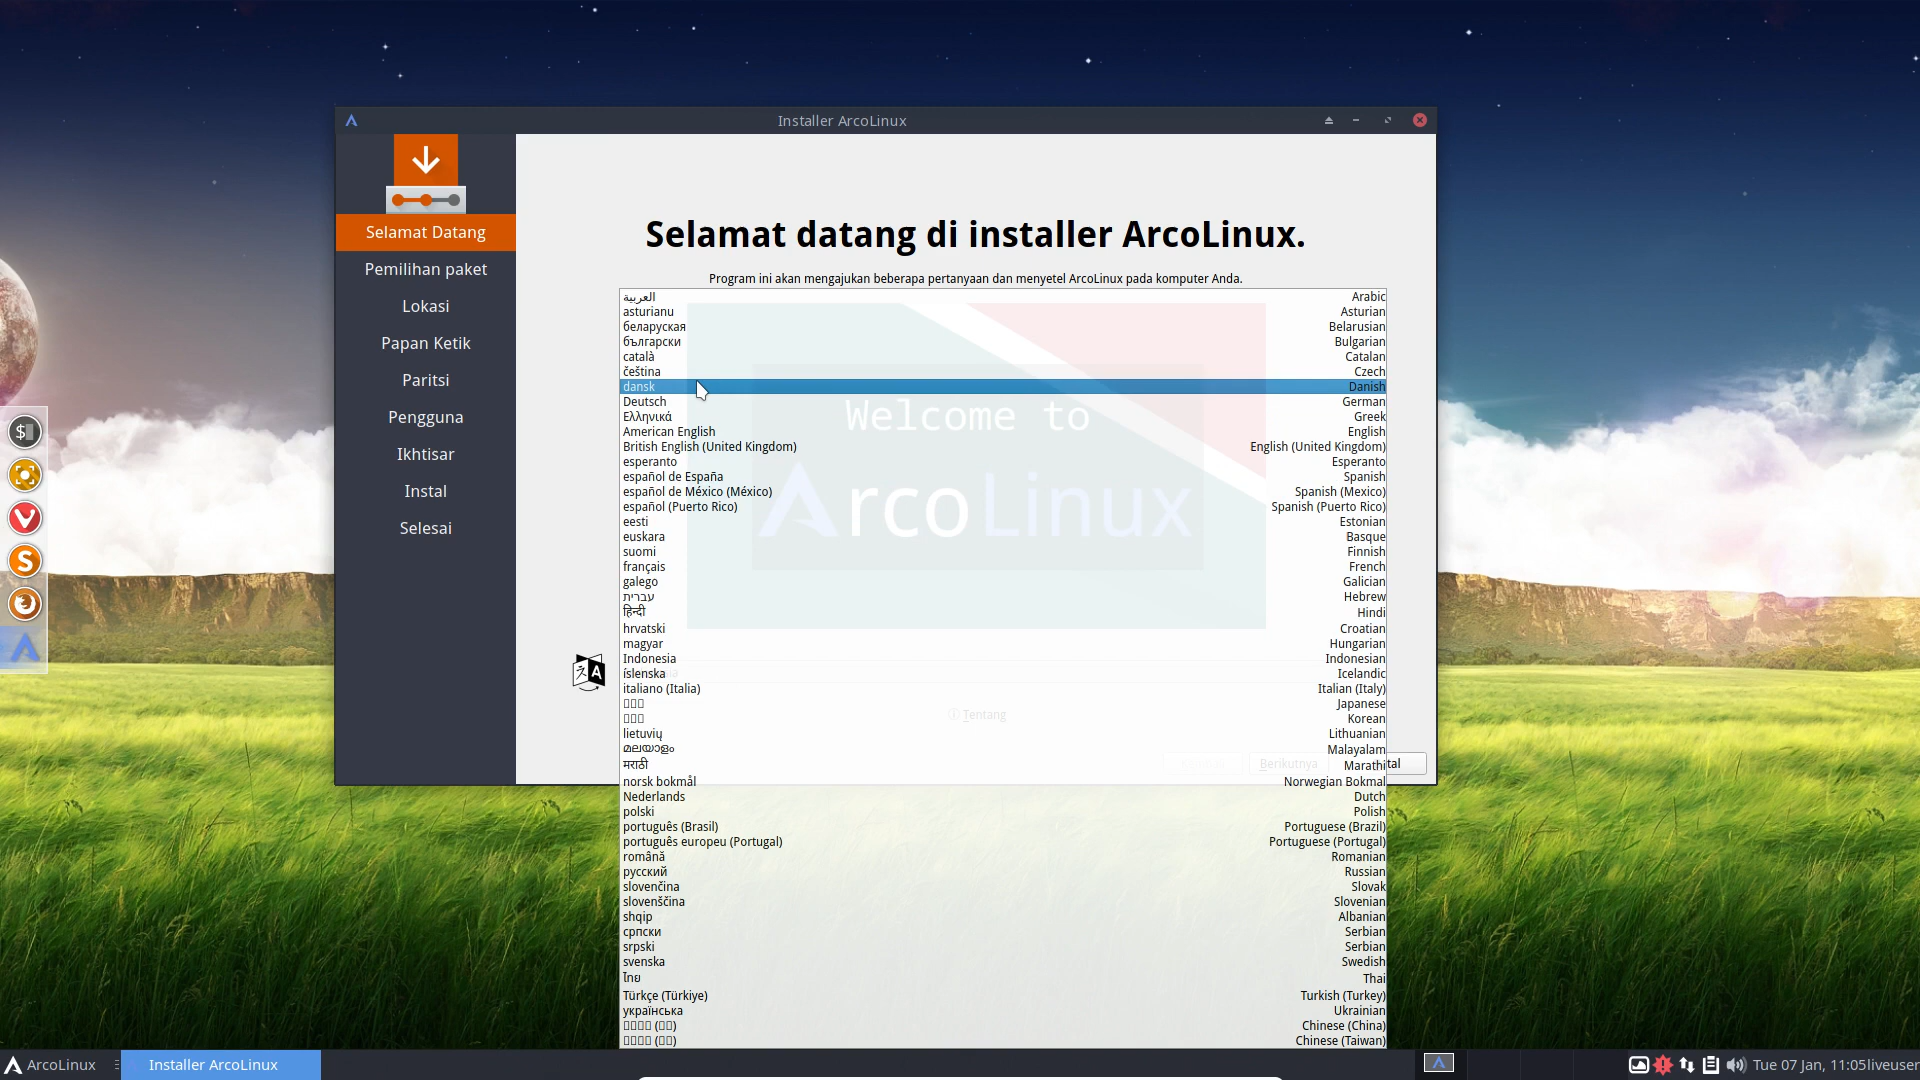 Installer ArcoLinux
Selamat Datang
Pemilihan paket
Lokasi
Papan Ketik
Paritsi
Pengguna
Ikhtisar
Instal
Selesai
Selamat datang di installer ArcoLinux.
Program ini akan mengajukan beberapa pertanyaan dan menyetel ArcoLinux pada komputer Anda.
Welcome to
ArcoLinux
العربية Arabic
asturianu Asturian
беларуская Belarusian
български Bulgarian
català Catalan
čeština Czech
dansk Danish
Deutsch German
Ελληνικά Greek
American English English
British English (United Kingdom) English (United Kingdom)
esperanto Esperanto
español de España Spanish
español de México (México) Spanish (Mexico)
español (Puerto Rico) Spanish (Puerto Rico)
eesti Estonian
euskara Basque
suomi Finnish
français French
galego Galician
עברית Hebrew
हिन्दी Hindi
hrvatski Croatian
magyar Hungarian
Indonesia Indonesian
íslenska Icelandic
italiano (Italia) Italian (Italy)
Japanese
Korean
lietuvių Lithuanian
മലയാളം Malayalam
मराठी Marathi
norsk bokmål Norwegian Bokmal
Nederlands Dutch
polski Polish
português (Brasil) Portuguese (Brazil)
português europeu (Portugal) Portuguese (Portugal)
română Romanian
русский Russian
slovenčina Slovak
slovenščina Slovenian
shqip Albanian
српски Serbian
srpski Serbian
svenska Swedish
ไทย Thai
Türkçe (Türkiye) Turkish (Turkey)
українська Ukrainian
Chinese (China)
Chinese (Taiwan)
Tentang
Berikutnya
ArcoLinux
Installer ArcoLinux
Tue 07 Jan, 11:05liveuser